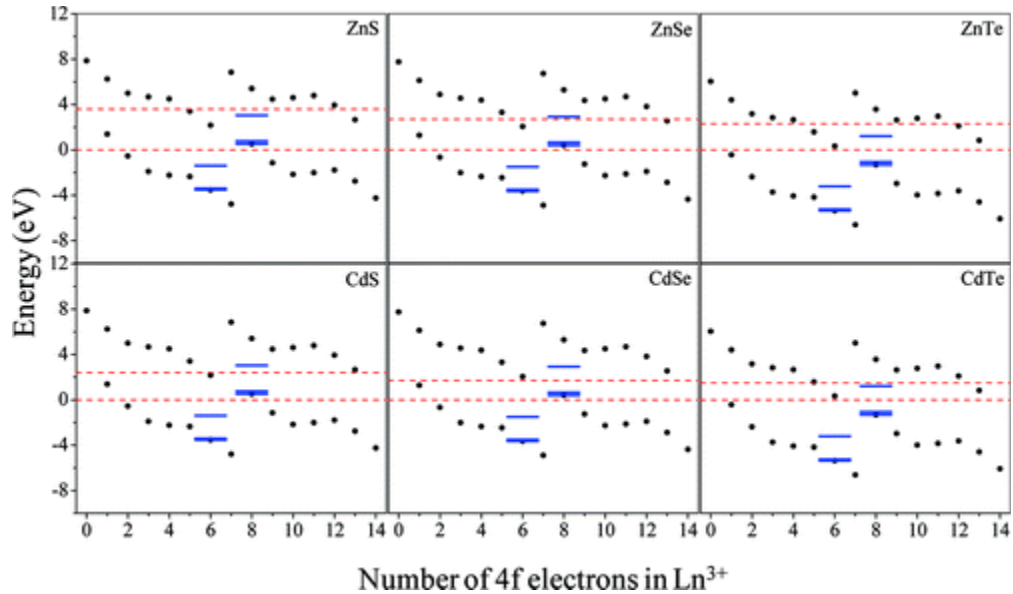 12
ZnS
ZnSe
ZnTe
8
4
0
-4
-8
Energy (eV)
12
CdS
CdSe
CdTe
8
4
0
-4
-8
0 2 4 6 8 10 12 14 0 2 4 6 8 10 12 14 0 2 4 6 8 10 12 14
Number of 4f electrons in Ln³⁺